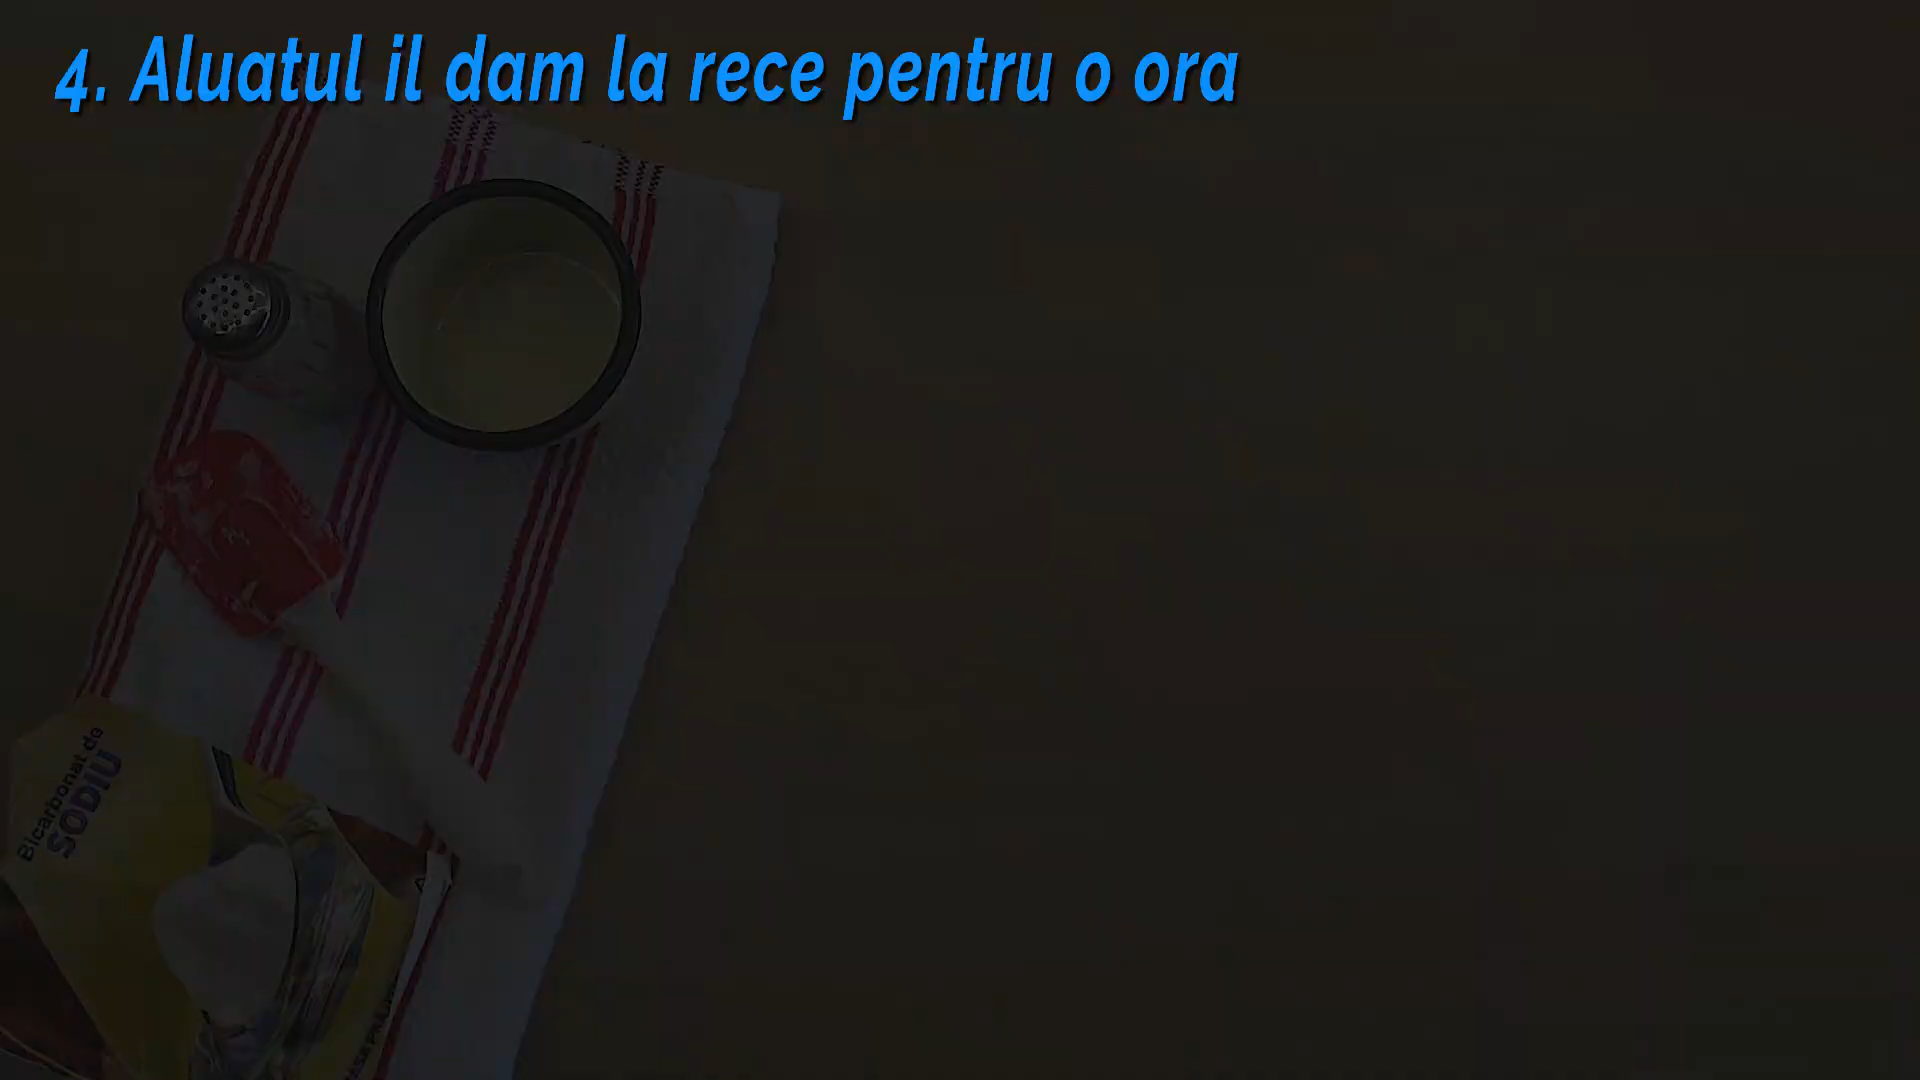 4. Aluatul il dam la rece pentru o ora
Bicarbonat de
SODIU